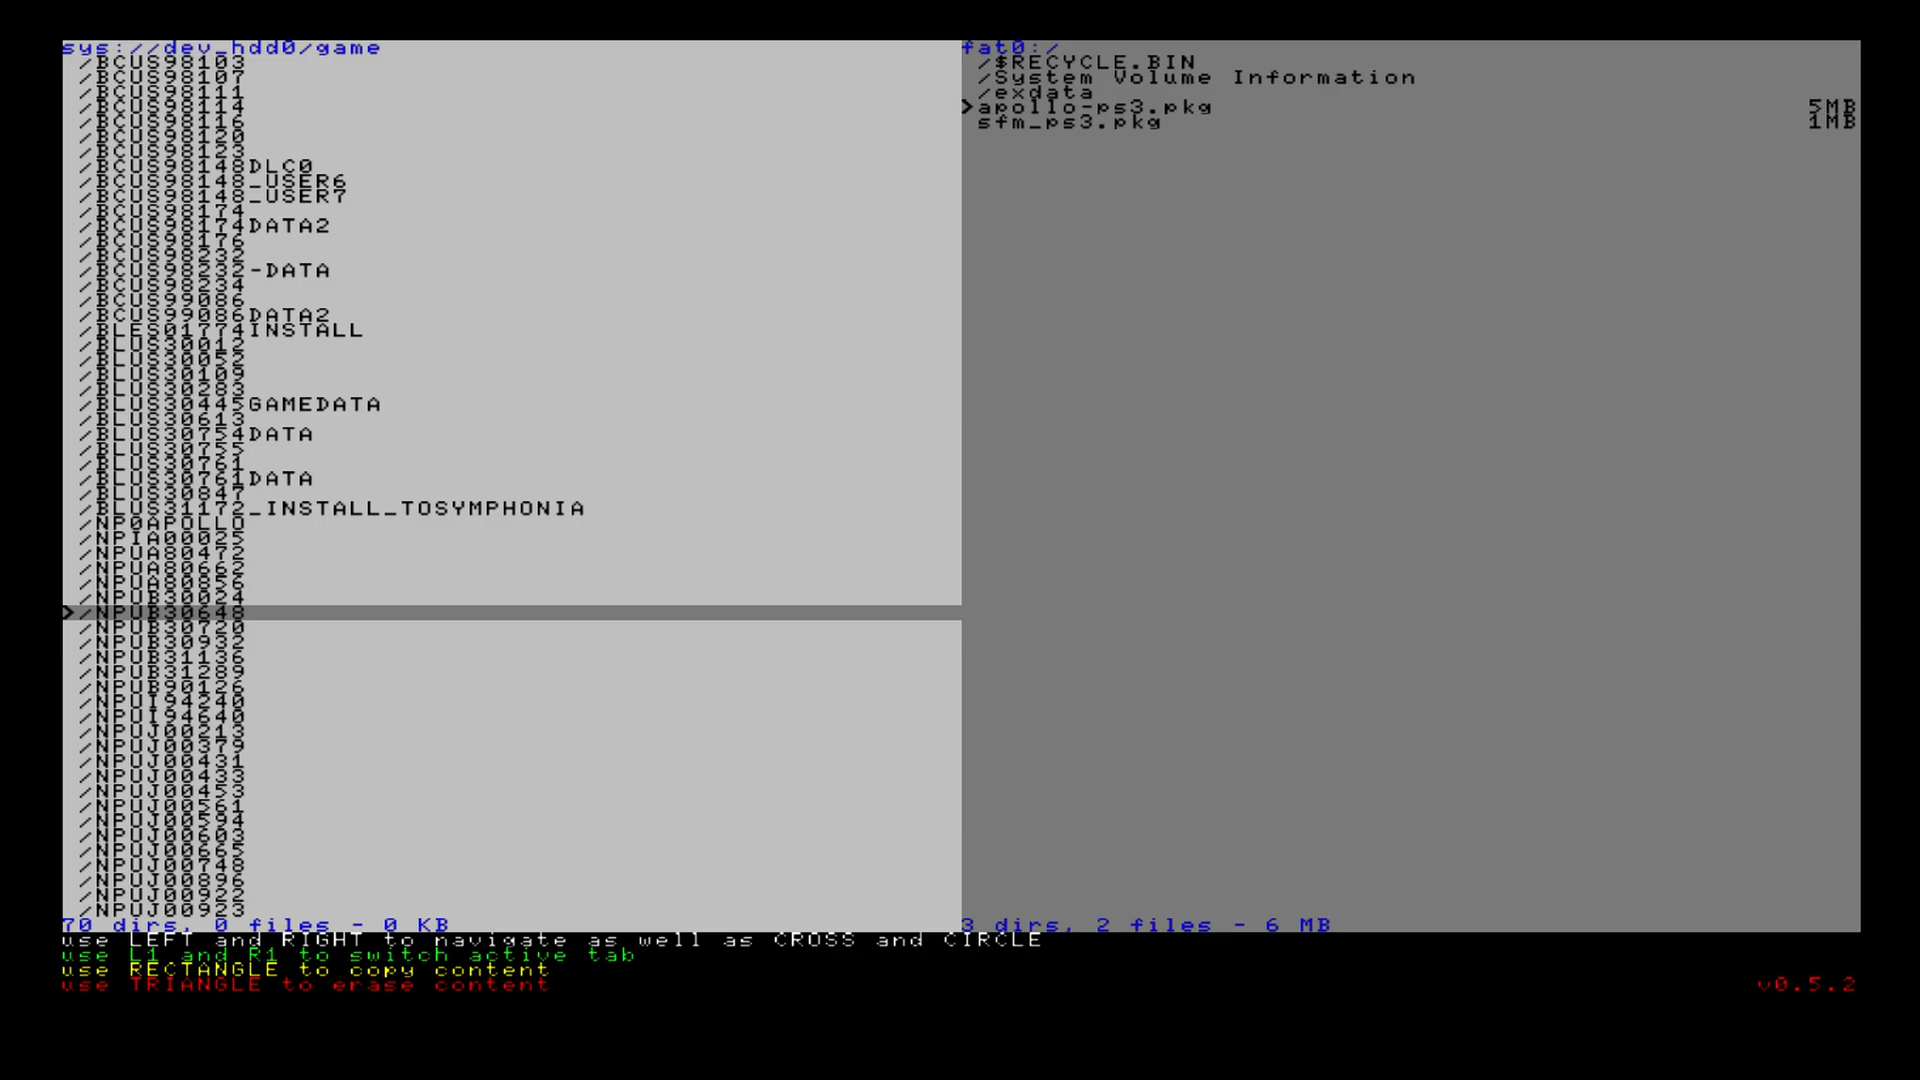 sys://dev_hdd0/game
/BCUS98103
/BCUS98107
/BCUS98111
/BCUS98114
/BCUS98116
/BCUS98120
/BCUS98123
/BCUS98148DLC0
/BCUS98148_USER6
/BCUS98148_USER7
/BCUS98174
/BCUS98174DATA2
/BCUS98176
/BCUS98232
/BCUS98232-DATA
/BCUS98234
/BCUS99086
/BCUS99086DATA2
/BLES01774INSTALL
/BLUS30012
/BLUS30052
/BLUS30109
/BLUS30283
/BLUS30445GAMEDATA
/BLUS30613
/BLUS30754DATA
/BLUS30755
/BLUS30761
/BLUS30761DATA
/BLUS30847
/BLUS31172_INSTALL_TOSYMPHONIA
/NP0APOLLO
/NPIA00025
/NPUA80472
/NPUA80662
/NPUA80856
/NPUB30024
>/NPUB30648
/NPUB30720
/NPUB30932
/NPUB31136
/NPUB31289
/NPUB90126
/NPUI94240
/NPUI94640
/NPUJ00213
/NPUJ00379
/NPUJ00431
/NPUJ00433
/NPUJ00453
/NPUJ00561
/NPUJ00594
/NPUJ00603
/NPUJ00665
/NPUJ00748
/NPUJ00896
/NPUJ00922
/NPUJ00923
70 dirs, 0 files - 0 KB
fat0:/
/$RECYCLE.BIN
/System Volume Information
/exdata
>apollo-ps3.pkg 5MB
sfm_ps3.pkg 1MB
3 dirs, 2 files - 6 MB
use LEFT and RIGHT to navigate as well as CROSS and CIRCLE
use L1 and R1 to switch active tab
use RECTANGLE to copy content
use TRIANGLE to erase content
v0.5.2